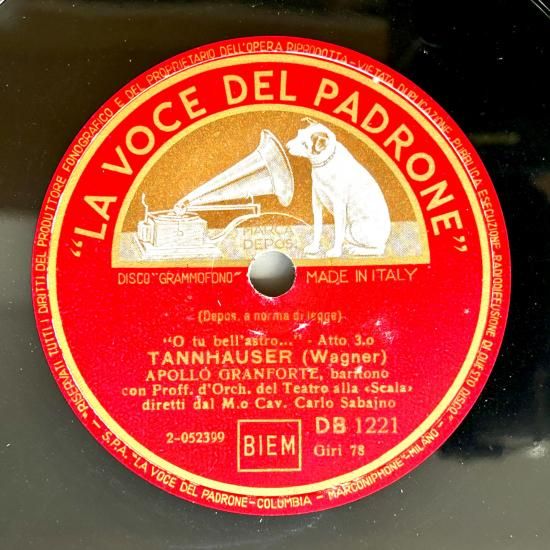 RISERVATI TUTTI I DIRITTI DEL PRODUTTORE FONOGRAFICO E DEL PROPRIETARIO DELL'OPERA RIPRODOTTA - VIETATA DUPLICAZIONE PUBBLICA ESECUZIONE RADIODIFFUSIONE DI QUESTO DISCO
"LA VOCE DEL PADRONE"
MARCA
DEPOS.
DISCO "GRAMMOFONO" MADE IN ITALY
(Depos. a norma di legge)
"O tu bell'astro..." - Atto 3.o
TANNHAUSER (Wagner)
APOLLO GRANFORTE, baritono
con Proff. d'Orch. del Teatro alla «Scala»
diretti dal M.o Cav. Carlo Sabajno
2-052399 BIEM DB 1221
Giri 78
- S.P.A. "LA VOCE DEL PADRONE-COLUMBIA - MARCONIPHONE"-MILANO -